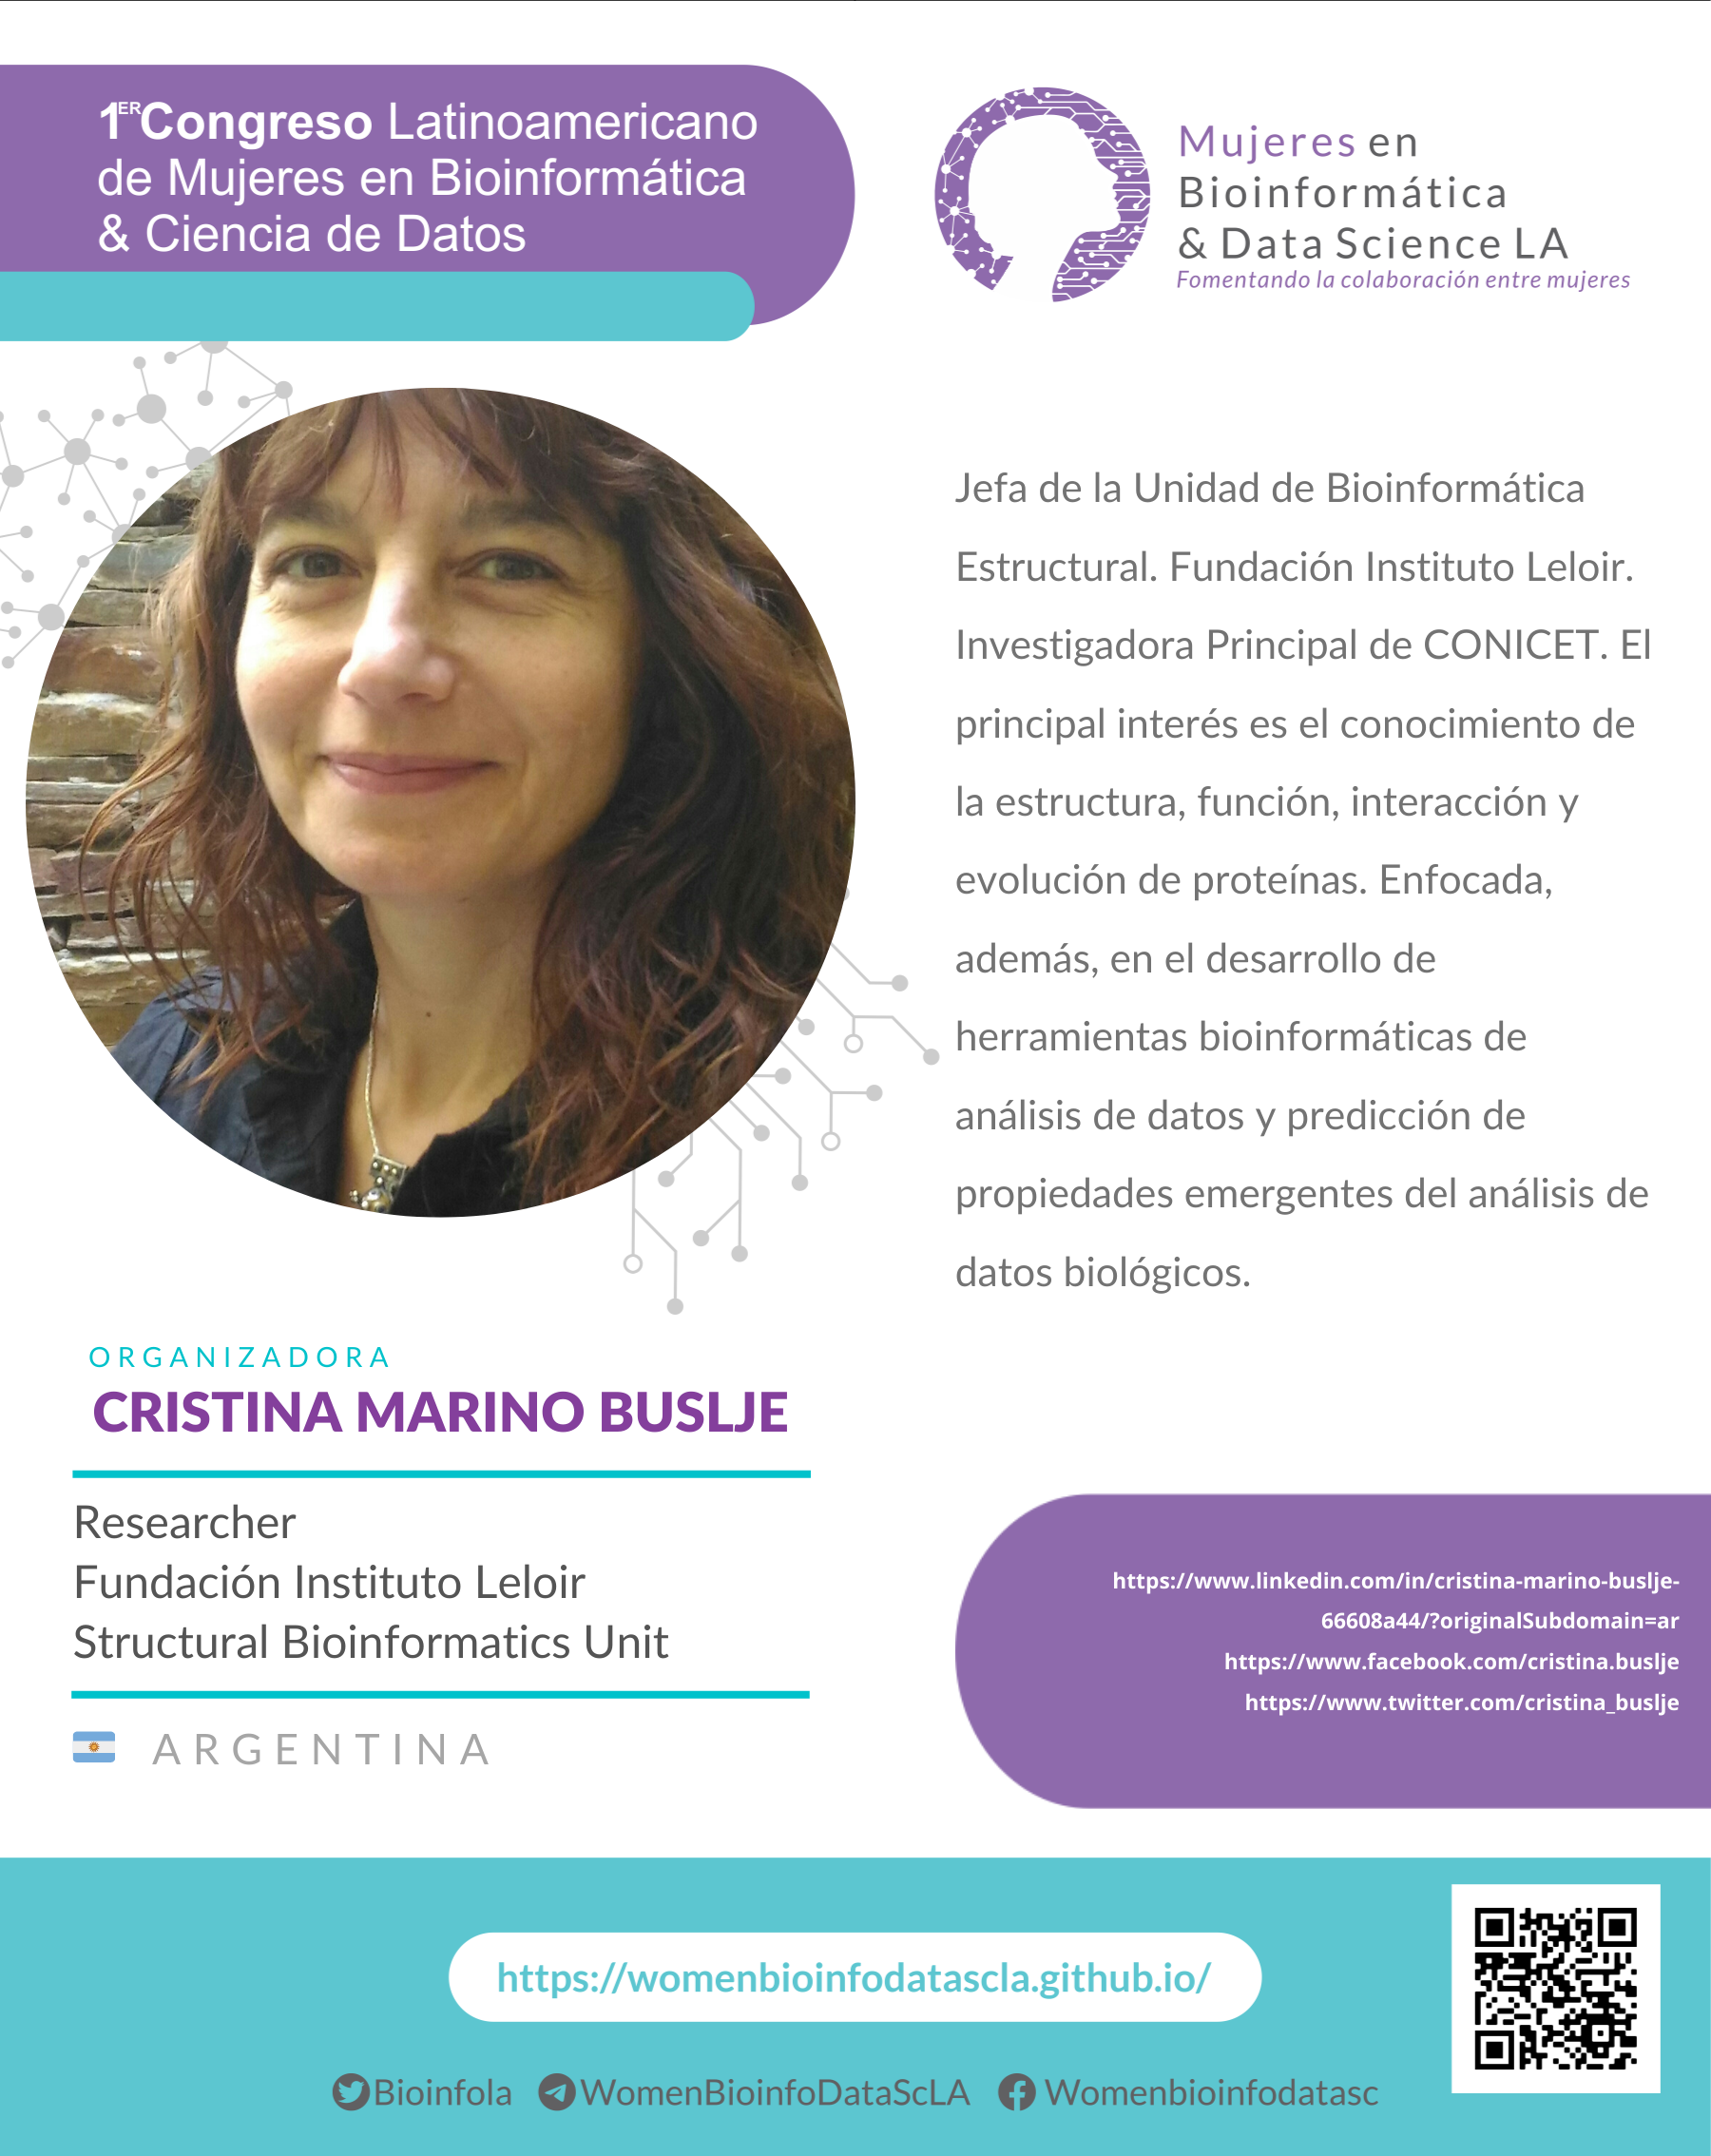 1ER Congreso Latinoamericano
de Mujeres en Bioinformática
& Ciencia de Datos
Mujeres en
Bioinformática
& Data Science LA
Fomentando la colaboración entre mujeres
Jefa de la Unidad de Bioinformática
Estructural. Fundación Instituto Leloir.
Investigadora Principal de CONICET. El
principal interés es el conocimiento de
la estructura, función, interacción y
evolución de proteínas. Enfocada,
además, en el desarrollo de
herramientas bioinformáticas de
análisis de datos y predicción de
propiedades emergentes del análisis de
datos biológicos.
ORGANIZADORA
CRISTINA MARINO BUSLJE
Researcher
Fundación Instituto Leloir
Structural Bioinformatics Unit
ARGENTINA
https://www.linkedin.com/in/cristina-marino-buslje-
66608a44/?originalSubdomain=ar
https://www.facebook.com/cristina.buslje
https://www.twitter.com/cristina_buslje
https://womenbioinfodatascla.github.io/
Bioinfola WomenBioinfoDataScLA Womenbioinfodatasc